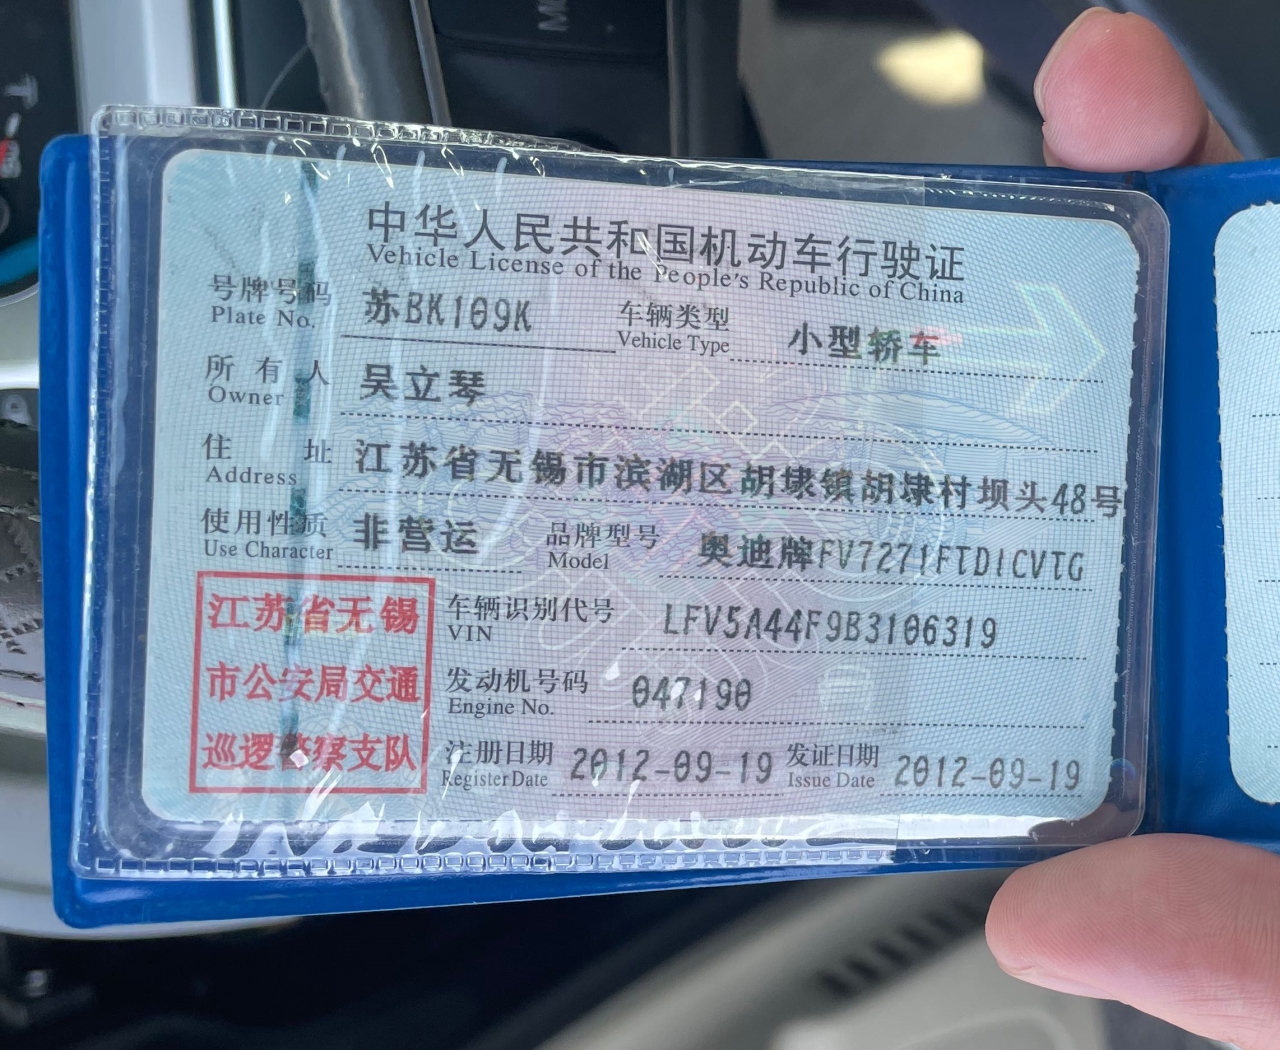 中华人民共和国机动车行驶证
Vehicle License of the People's Republic of China
号牌号码 苏BK109K 车辆类型 小型轿车
Plate No. Vehicle Type
所有人 吴立琴
Owner
住址 江苏省无锡市滨湖区胡埭镇胡埭村坝头48号
Address
使用性质 非营运 品牌型号 奥迪牌FV7271FTDICVTG
Use Character Model
江苏省无锡
市公安局交通
巡逻警察支队
车辆识别代号 LFV5A44F9B3106319
VIN
发动机号码 047190
Engine No.
注册日期 2012-09-19 发证日期 2012-09-19
Register Date Issue Date